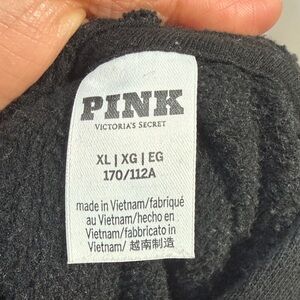 PINK
VICTORIA'S SECRET
XL | XG | EG
170/112A
made in Vietnam/fabriqué
au Vietnam/hecho en
Vietnam/fabricado in
Vietnam/ 越南制造